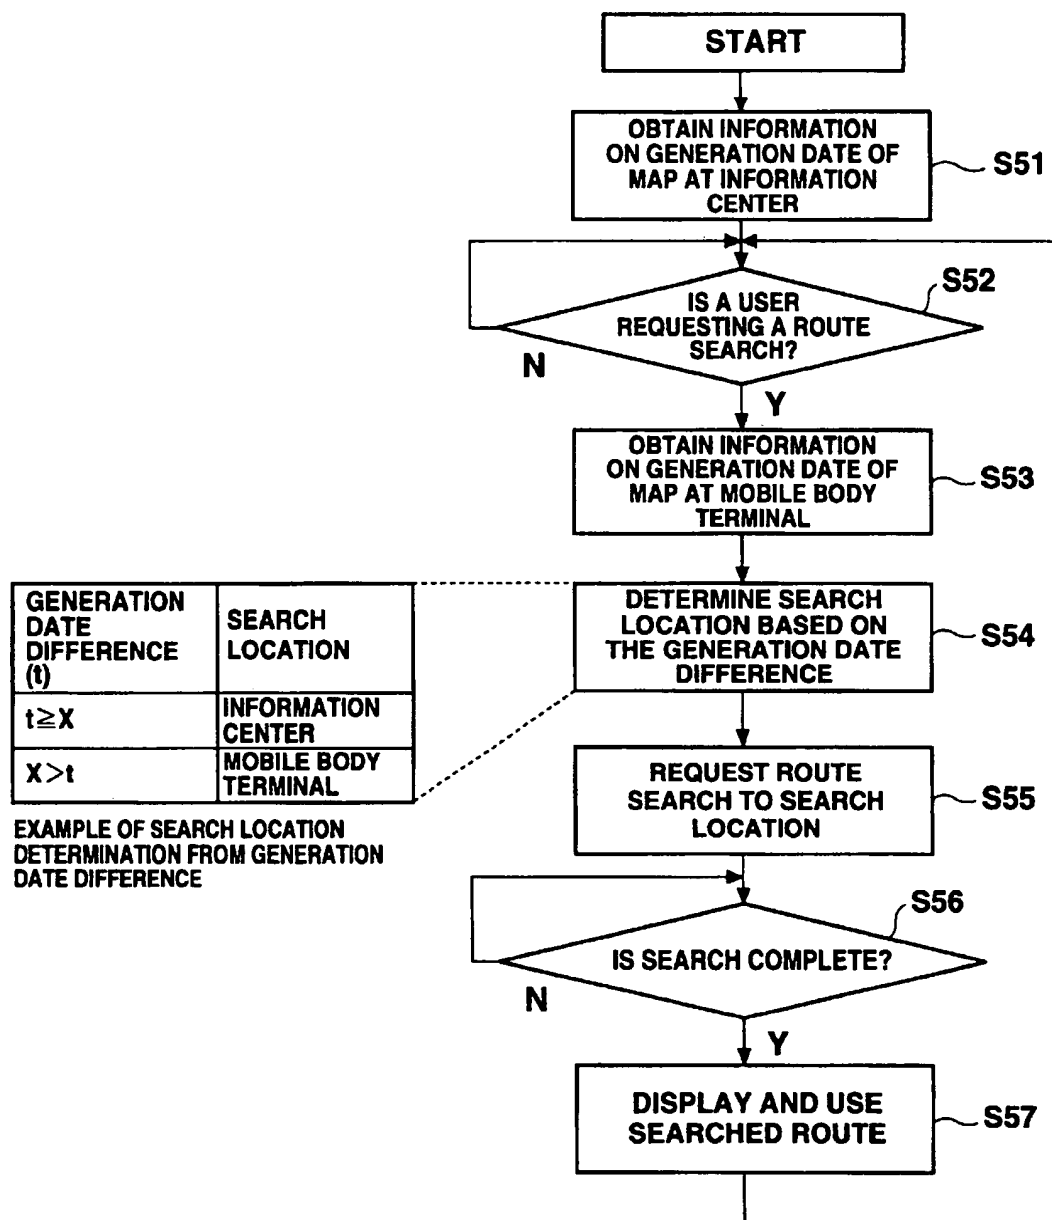 START
OBTAIN INFORMATION
ON GENERATION DATE OF
MAP AT INFORMATION
CENTER
S51
S52
IS A USER
REQUESTING A ROUTE
SEARCH?
N
Y
OBTAIN INFORMATION
ON GENERATION DATE OF
MAP AT MOBILE BODY
TERMINAL
S53
GENERATION
DATE
DIFFERENCE
(t)
SEARCH
LOCATION
t≧X
INFORMATION
CENTER
X>t
MOBILE BODY
TERMINAL
EXAMPLE OF SEARCH LOCATION
DETERMINATION FROM GENERATION
DATE DIFFERENCE
DETERMINE SEARCH
LOCATION BASED ON
THE GENERATION DATE
DIFFERENCE
S54
REQUEST ROUTE
SEARCH TO SEARCH
LOCATION
S55
S56
IS SEARCH COMPLETE?
N
Y
DISPLAY AND USE
SEARCHED ROUTE
S57